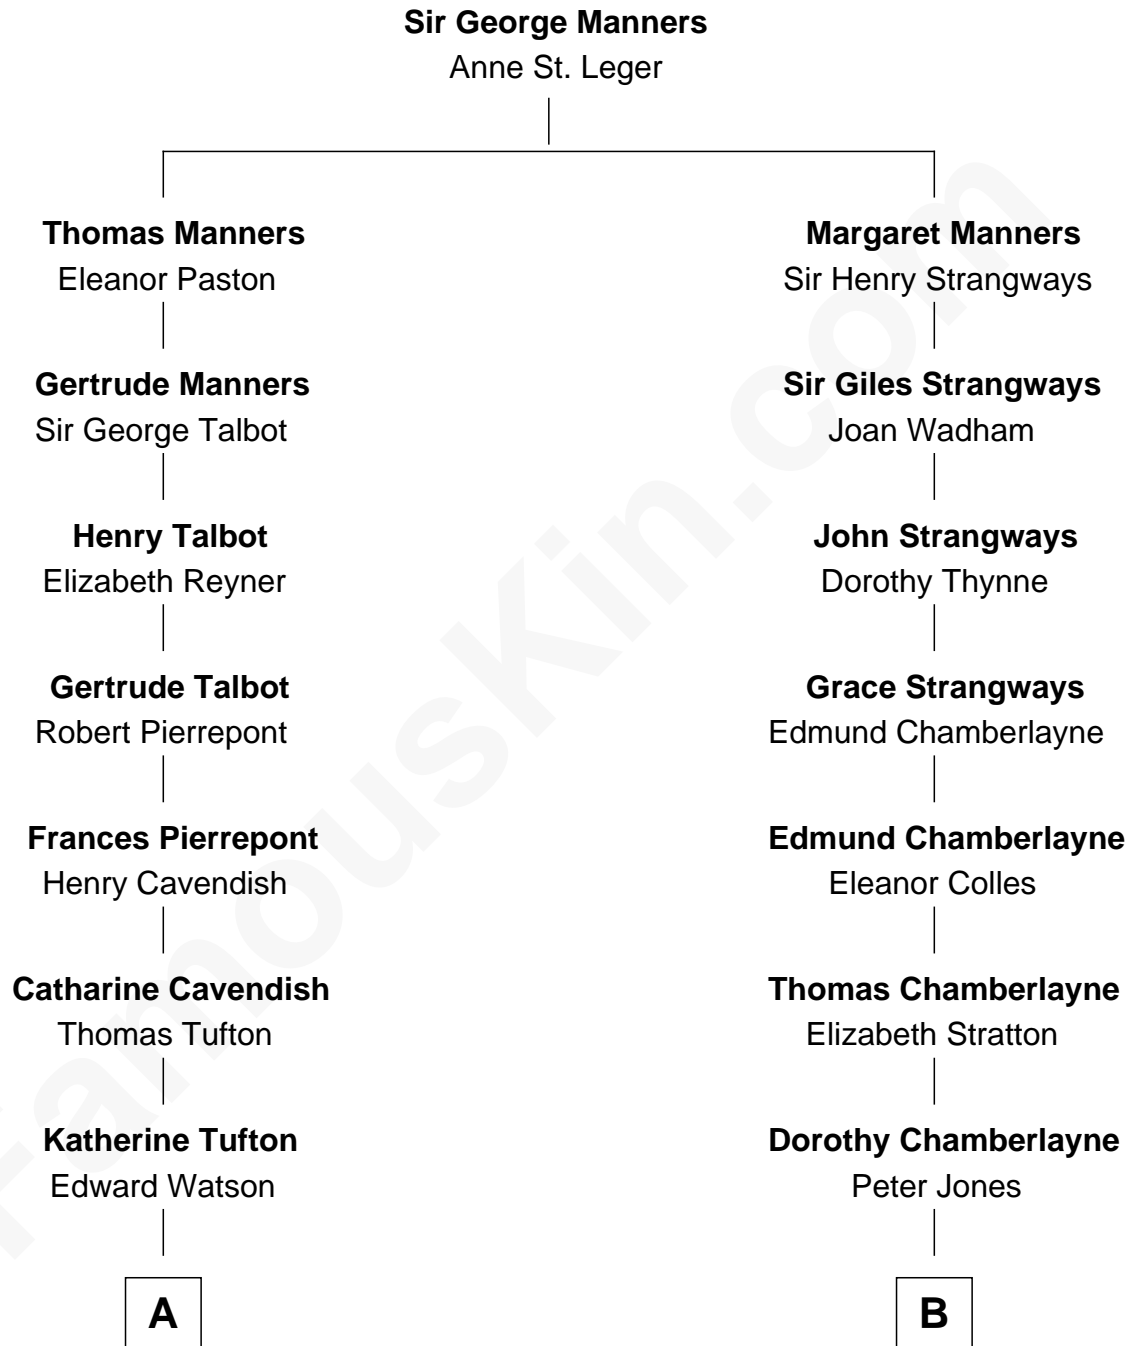 Sir George Manners
Anne St. Leger
Thomas Manners
Eleanor Paston
Margaret Manners
Sir Henry Strangways
Gertrude Manners
Sir George Talbot
Sir Giles Strangways
Joan Wadham
Henry Talbot
Elizabeth Reyner
John Strangways
Dorothy Thynne
Gertrude Talbot
Robert Pierrepont
Grace Strangways
Edmund Chamberlayne
Frances Pierrepont
Henry Cavendish
Edmund Chamberlayne
Eleanor Colles
Catharine Cavendish
Thomas Tufton
Thomas Chamberlayne
Elizabeth Stratton
Katherine Tufton
Edward Watson
Dorothy Chamberlayne
Peter Jones
A
B
FamousKin.com